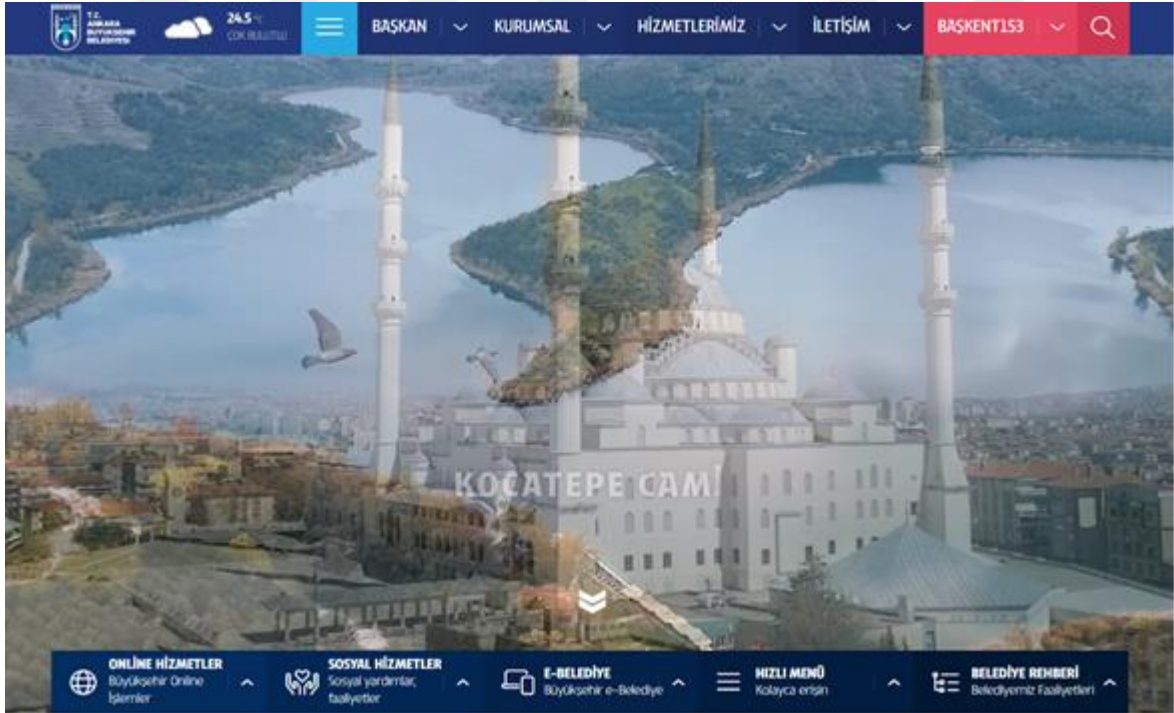 T.C.
ANKARA
BÜYÜKŞEHİR
BELEDİYESİ
24.5 °C
ÇOK BULUTLU
BAŞKAN
KURUMSAL
HİZMETLERİMİZ
İLETİŞİM
BAŞKENT153
KOCATEPE CAMİ
ONLİNE HİZMETLER
Büyükşehir Online
İşlemler
SOSYAL HİZMETLER
Sosyal yardımlar,
faaliyetler
E-BELEDİYE
Büyükşehir e-Belediye
HIZLI MENÜ
Kolayca erişin
BELEDİYE REHBERİ
Belediyemiz Faaliyetleri